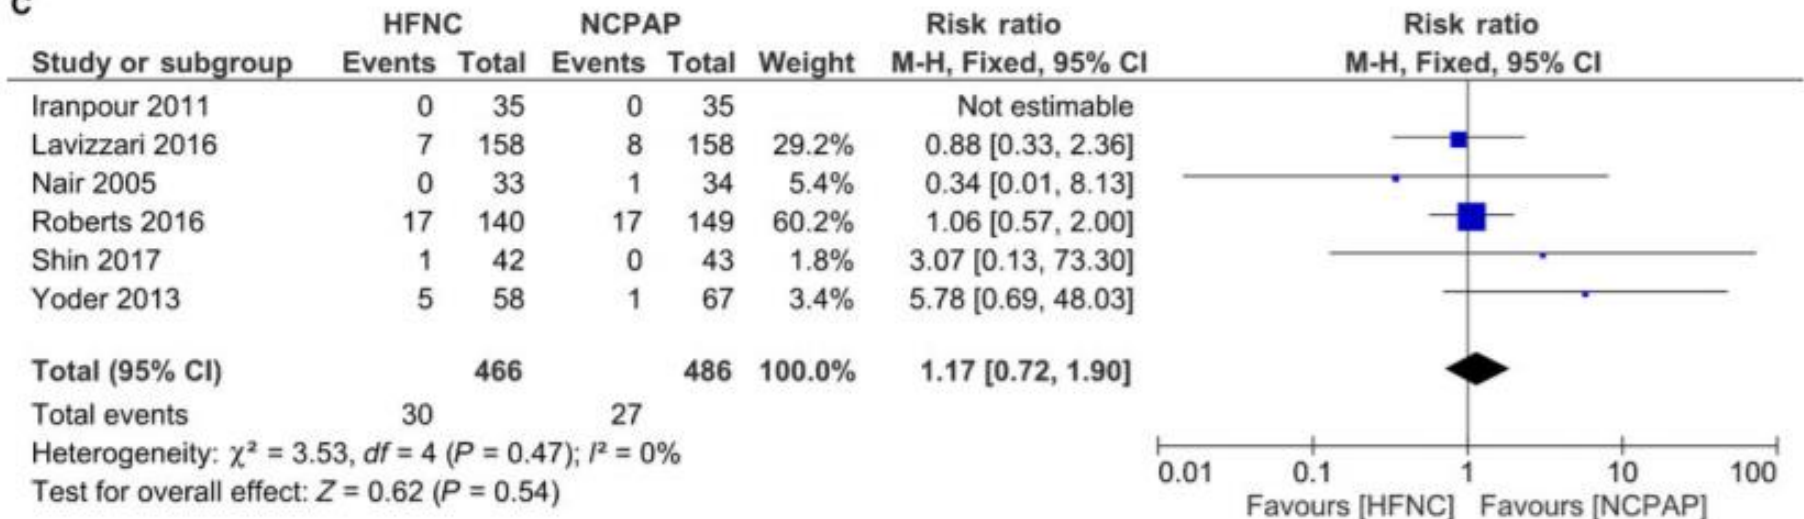 C
HFNC NCPAP Risk ratio Risk ratio
Study or subgroup Events Total Events Total Weight M-H, Fixed, 95% CI M-H, Fixed, 95% CI
Iranpour 2011 0 35 0 35 Not estimable
Lavizzari 2016 7 158 8 158 29.2% 0.88 [0.33, 2.36]
Nair 2005 0 33 1 34 5.4% 0.34 [0.01, 8.13]
Roberts 2016 17 140 17 149 60.2% 1.06 [0.57, 2.00]
Shin 2017 1 42 0 43 1.8% 3.07 [0.13, 73.30]
Yoder 2013 5 58 1 67 3.4% 5.78 [0.69, 48.03]
Total (95% CI) 466 486 100.0% 1.17 [0.72, 1.90]
Total events 30 27
Heterogeneity: χ² = 3.53, df = 4 (P = 0.47); I² = 0%
Test for overall effect: Z = 0.62 (P = 0.54)
0.01 0.1 1 10 100
Favours [HFNC] Favours [NCPAP]